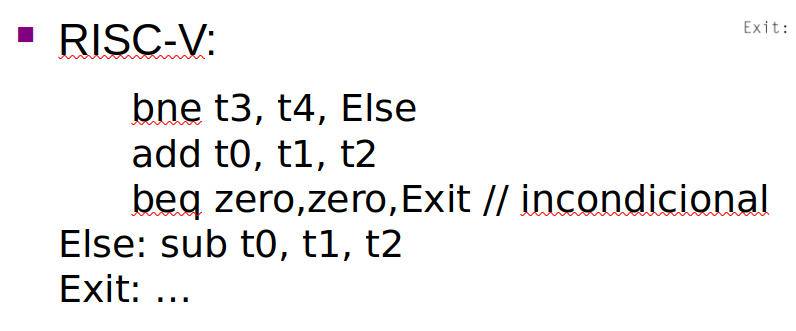 RISC-V:
Exit:
bne t3, t4, Else
add t0, t1, t2
beq zero,zero,Exit // incondicional
Else: sub t0, t1, t2
Exit: …